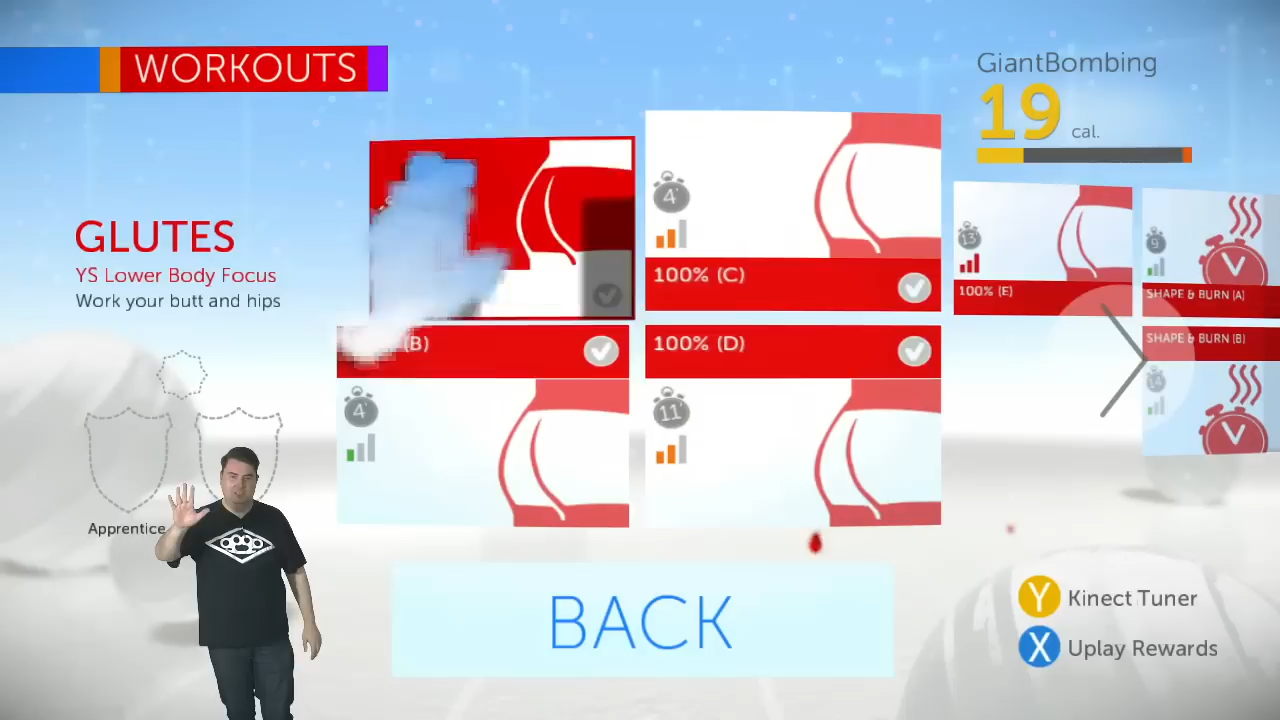 WORKOUTS
GiantBombing
19 cal.
GLUTES
YS Lower Body Focus
Work your butt and hips
4'
100% (C)
(B)
4'
100% (D)
11'
13'
100% (E)
9
SHAPE & BURN (A)
SHAPE & BURN (B)
14
Apprentice
BACK
Y Kinect Tuner
X Uplay Rewards